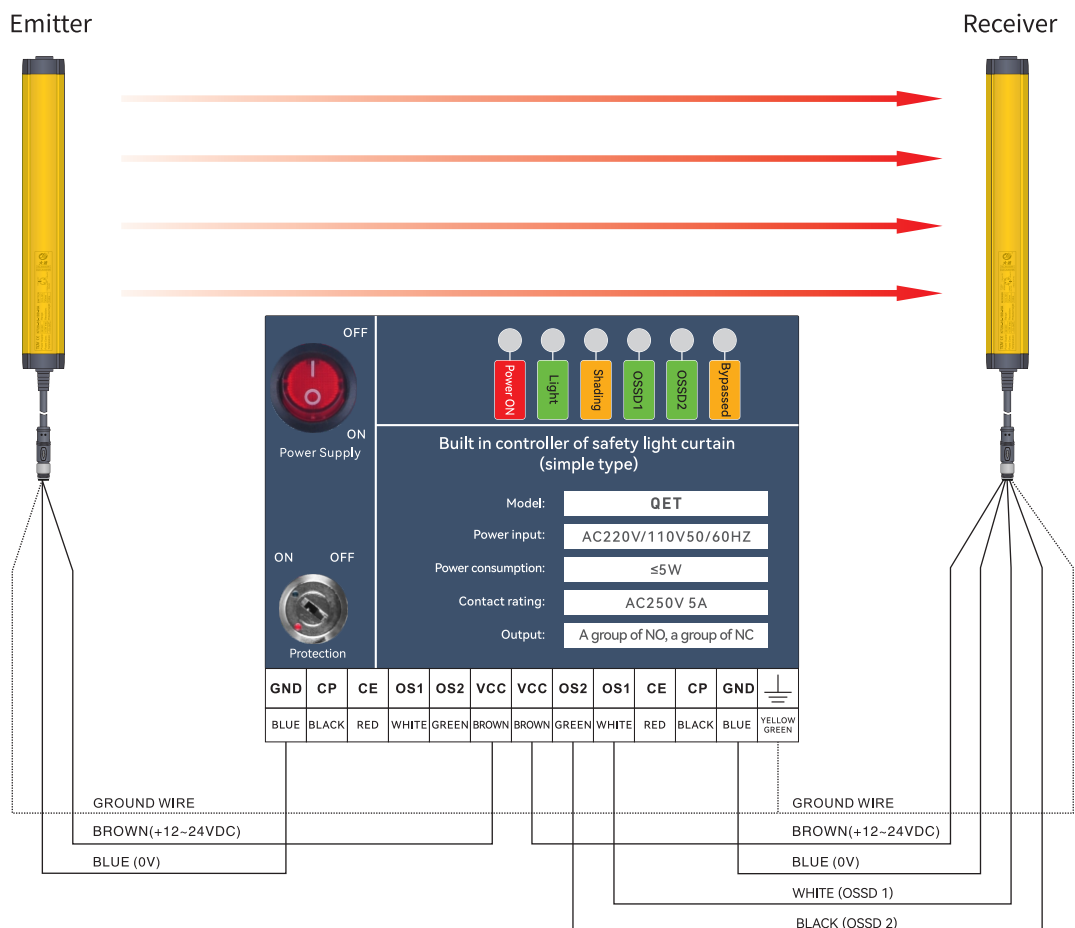 Emitter
Receiver
OFF
ON
Power Supply
Power ON
Light
Shading
OSSD1
OSSD2
Bypassed
Built in controller of safety light curtain
(simple type)
Model: QET
Power input: AC220V/110V50/60HZ
Power consumption: ≤5W
Contact rating: AC250V 5A
Output: A group of NO, a group of NC
ON OFF
Protection
GND CP CE OS1 OS2 VCC VCC OS2 OS1 CE CP GND
BLUE BLACK RED WHITE GREEN BROWN BROWN GREEN WHITE RED BLACK BLUE YELLOW GREEN
GROUND WIRE
BROWN(+12~24VDC)
BLUE (0V)
GROUND WIRE
BROWN(+12~24VDC)
BLUE (0V)
WHITE (OSSD 1)
BLACK (OSSD 2)